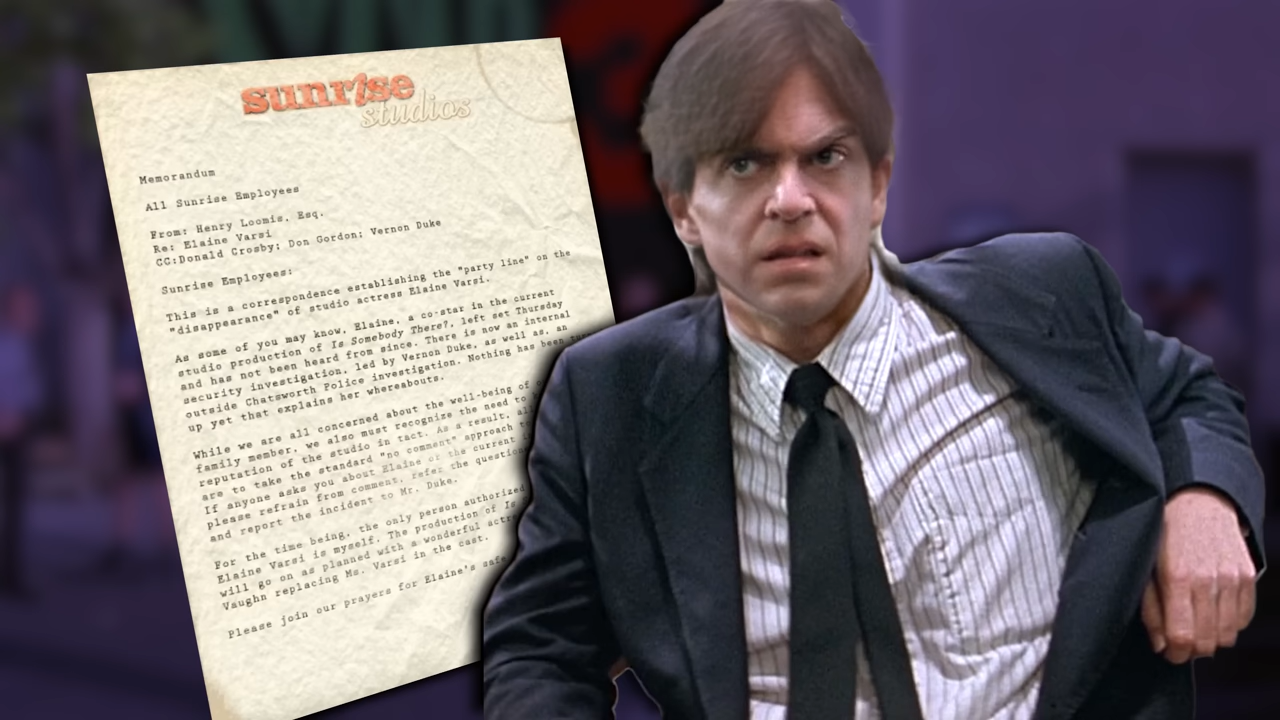 sunrise
studios
Memorandum
All Sunrise Employees
From: Henry Loomis, Esq.
Re: Elaine Varsi
CC:Donald Crosby; Don Gordon; Vernon Duke
Sunrise Employees:
This is a correspondence establishing the "party line" on the
"disappearance" of studio actress Elaine Varsi.
As some of you may know, Elaine, a co-star in the current
studio production of Is Somebody There?, left set Thursday
and has not been heard from since. There is now an internal
security investigation, led by Vernon Duke, as well as, an
outside Chatsworth Police investigation. Nothing has been
up yet that explains her whereabouts.
While we are all concerned about the well-being of
family member, we also must recognize the need to
reputation of the studio in tact. As a result,
are to take the standard "no comment" approach
If anyone asks you about Elaine or the current
please refrain from comment, refer the question
and report the incident to Mr. Duke.
For the time being, the only person authorized
Elaine Varsi is myself. The production of Is
will go on as planned with a wonderful
Vaughn replacing Ms. Varsi in the cast.
Please join our prayers for Elaine's